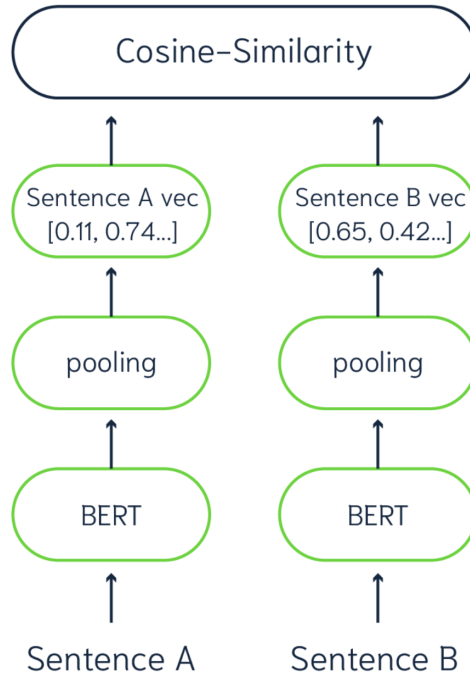 Cosine-Similarity
Sentence A vec
[0.11, 0.74...]
Sentence B vec
[0.65, 0.42...]
pooling
pooling
BERT
BERT
Sentence A
Sentence B